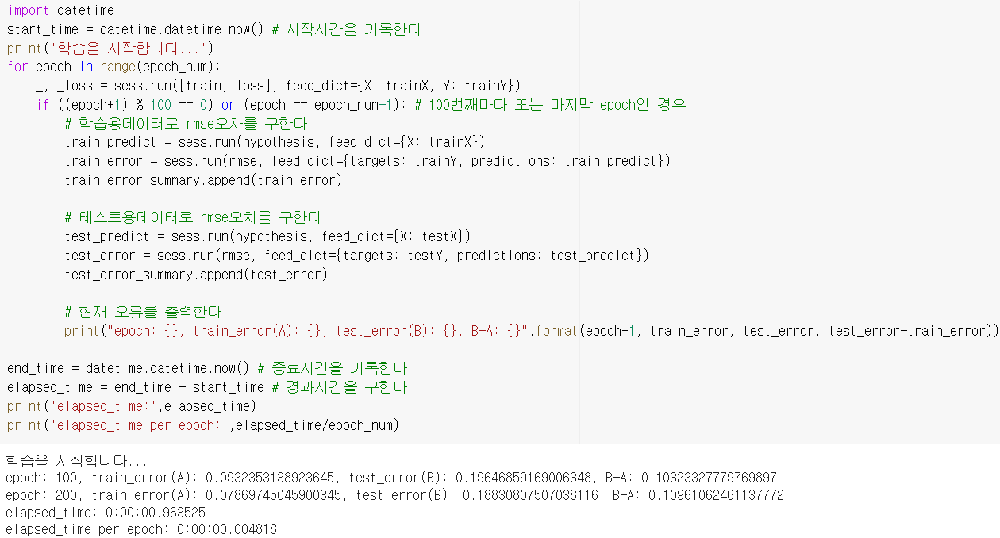 import datetime
start_time = datetime.datetime.now() # 시작시간을 기록한다
print('학습을 시작합니다...')
for epoch in range(epoch_num):
    _, _loss = sess.run([train, loss], feed_dict={X: trainX, Y: trainY})
    if ((epoch+1) % 100 == 0) or (epoch == epoch_num-1): # 100번째마다 또는 마지막 epoch인 경우
        # 학습용데이터로 rmse오차를 구한다
        train_predict = sess.run(hypothesis, feed_dict={X: trainX})
        train_error = sess.run(rmse, feed_dict={targets: trainY, predictions: train_predict})
        train_error_summary.append(train_error)

        # 테스트용데이터로 rmse오차를 구한다
        test_predict = sess.run(hypothesis, feed_dict={X: testX})
        test_error = sess.run(rmse, feed_dict={targets: testY, predictions: test_predict})
        test_error_summary.append(test_error)

        # 현재 오류를 출력한다
        print("epoch: {}, train_error(A): {}, test_error(B): {}, B-A: {}".format(epoch+1, train_error, test_error, test_error-train_error))

end_time = datetime.datetime.now() # 종료시간을 기록한다
elapsed_time = end_time - start_time # 경과시간을 구한다
print('elapsed_time:',elapsed_time)
print('elapsed_time per epoch:',elapsed_time/epoch_num)

학습을 시작합니다...
epoch: 100, train_error(A): 0.0932353138923645, test_error(B): 0.19646859169006348, B-A: 0.10323327779769897
epoch: 200, train_error(A): 0.07869745045900345, test_error(B): 0.18830807507038116, B-A: 0.10961062461137772
elapsed_time: 0:00:00.963525
elapsed_time per epoch: 0:00:00.004818